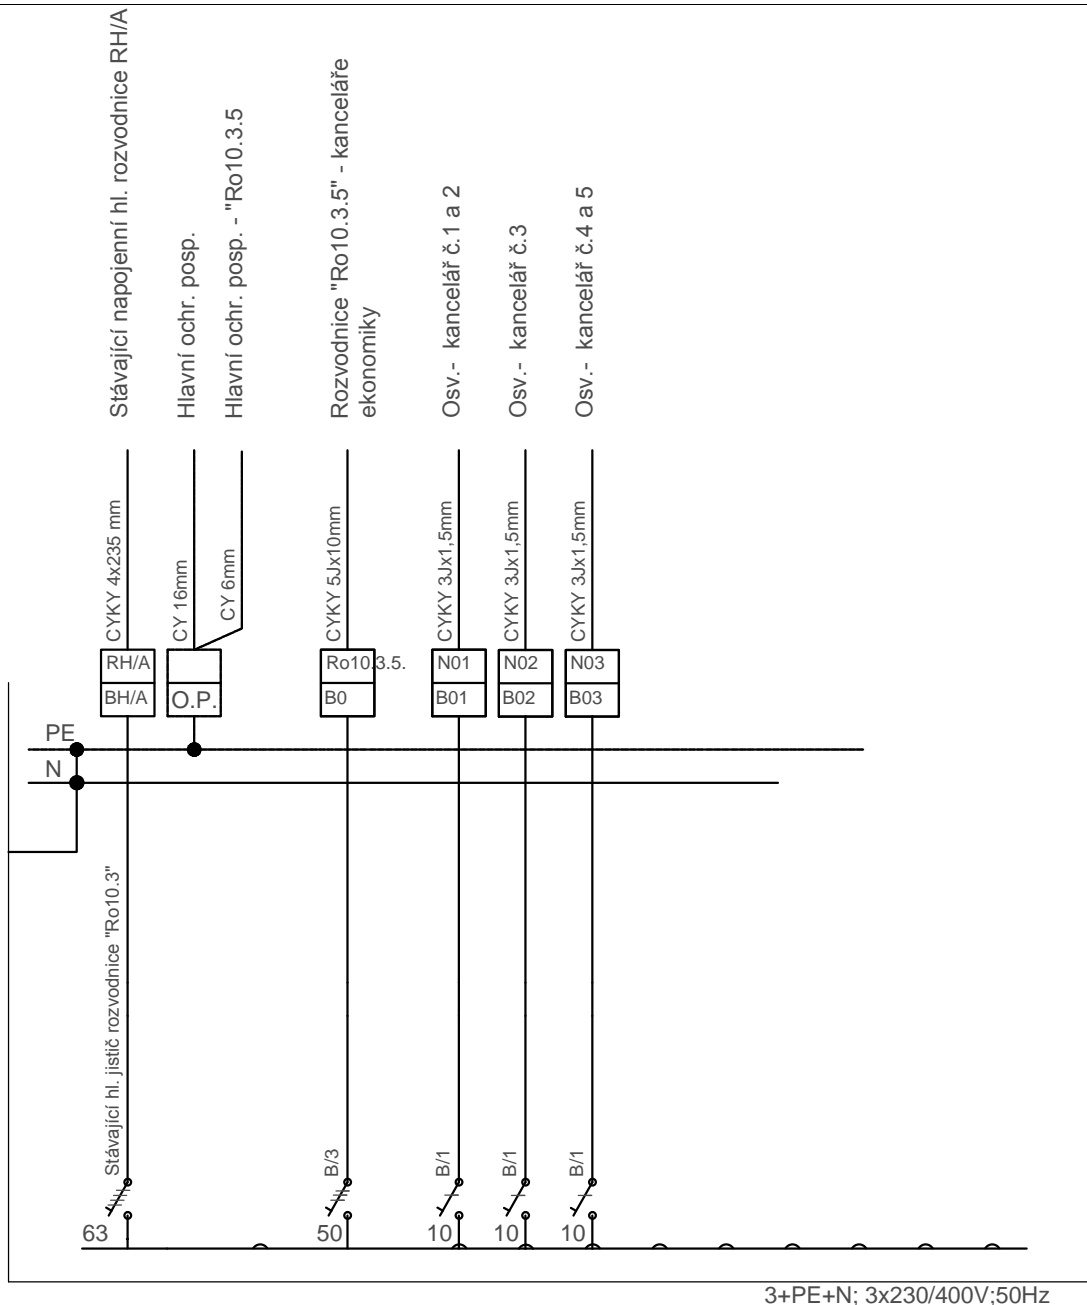 Stávající napojenní hl. rozvodnice RH/A
Hlavní ochr. posp.
Hlavní ochr. posp. - "Ro10.3.5
Rozvodnice "Ro10.3.5" - kanceláře
ekonomiky
Osv.- kancelář č.1 a 2
Osv.- kancelář č.3
Osv.- kancelář č.4 a 5
CYKY 4x235 mm
CY 16mm
CY 6mm
CYKY 5Jx10mm
CYKY 3Jx1,5mm
CYKY 3Jx1,5mm
CYKY 3Jx1,5mm
RH/A
Ro10.3.5.
N01
N02
N03
BH/A
O.P.
B0
B01
B02
B03
PE
N
Stávající hl. jistič rozvodnice "Ro10.3"
B/3
B/1
B/1
B/1
63
50
10
10
10
3+PE+N; 3x230/400V;50Hz